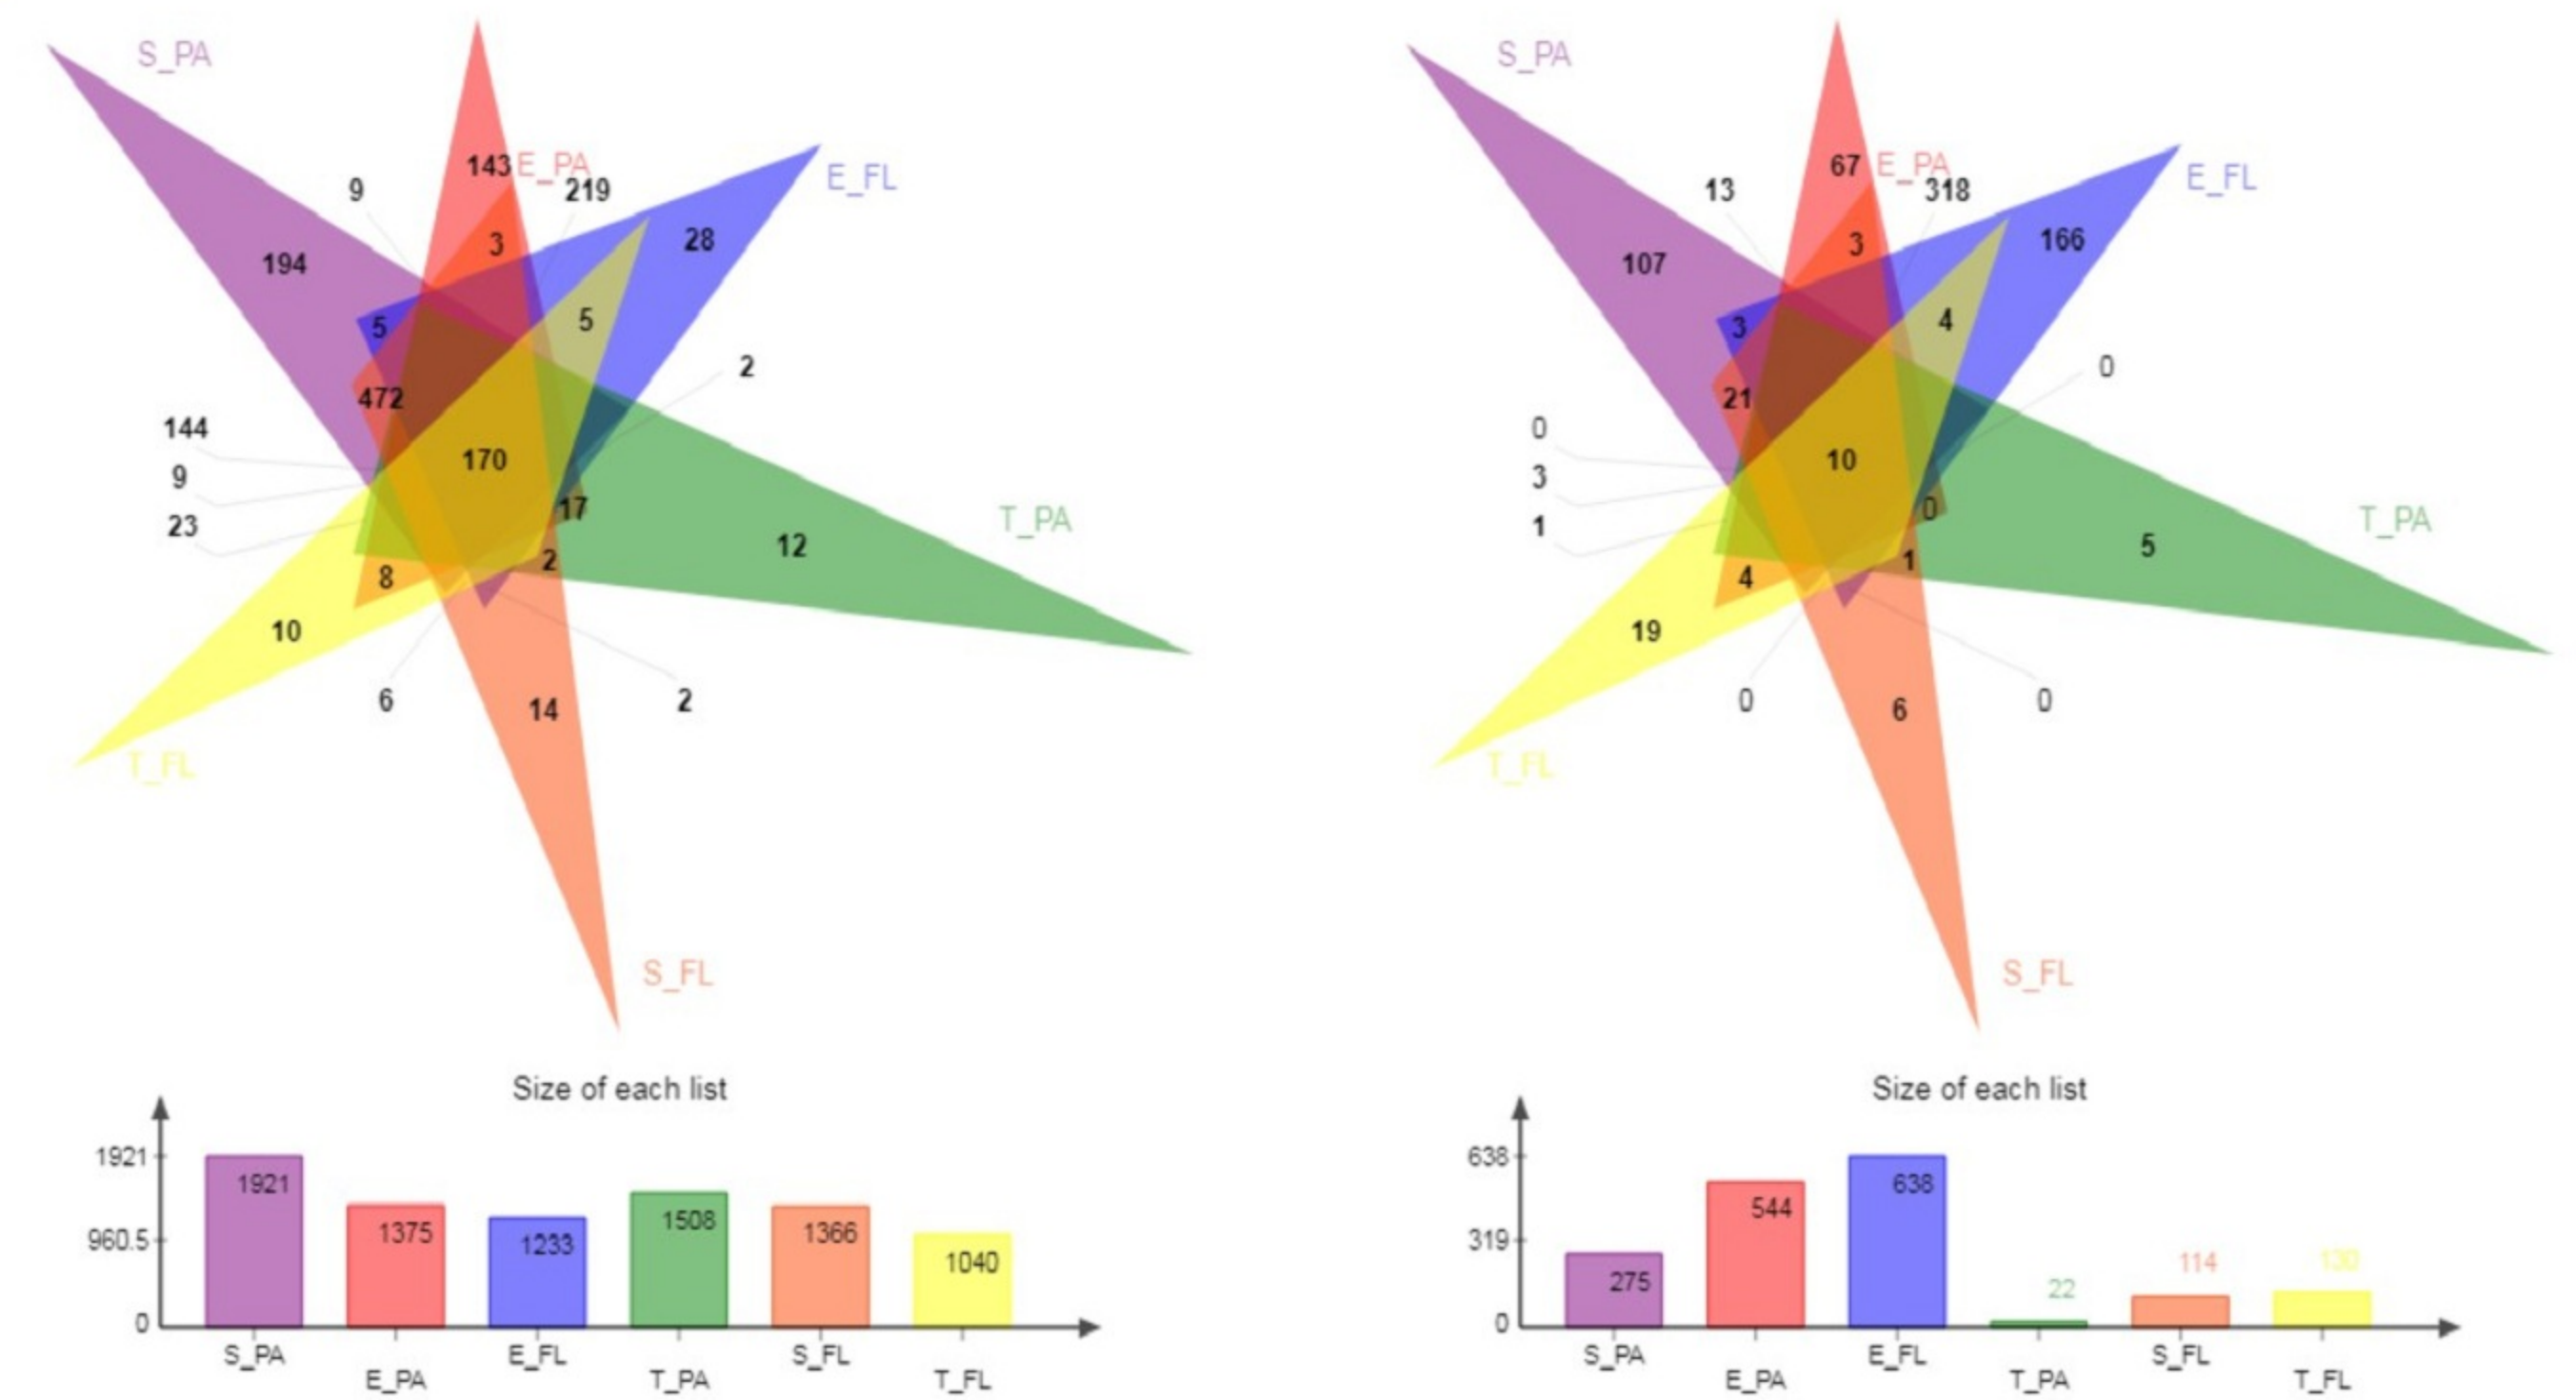 S_PA
E_PA
143
219
9
E_FL
28
3
194
5
5
2
472
144
170
9
17
23
T_PA
12
2
8
10
6
2
14
T_FL
S_FL
Size of each list
1921
960.5
0
1921
1375
1233
1508
1366
1040
S_PA
E_PA
E_FL
T_PA
S_FL
T_FL
S_PA
E_PA
67
318
13
E_FL
166
3
107
4
3
0
21
0
10
3
0
1
T_PA
5
1
4
19
0
0
6
T_FL
S_FL
Size of each list
638
319
0
275
544
638
22
114
130
S_PA
E_PA
E_FL
T_PA
S_FL
T_FL